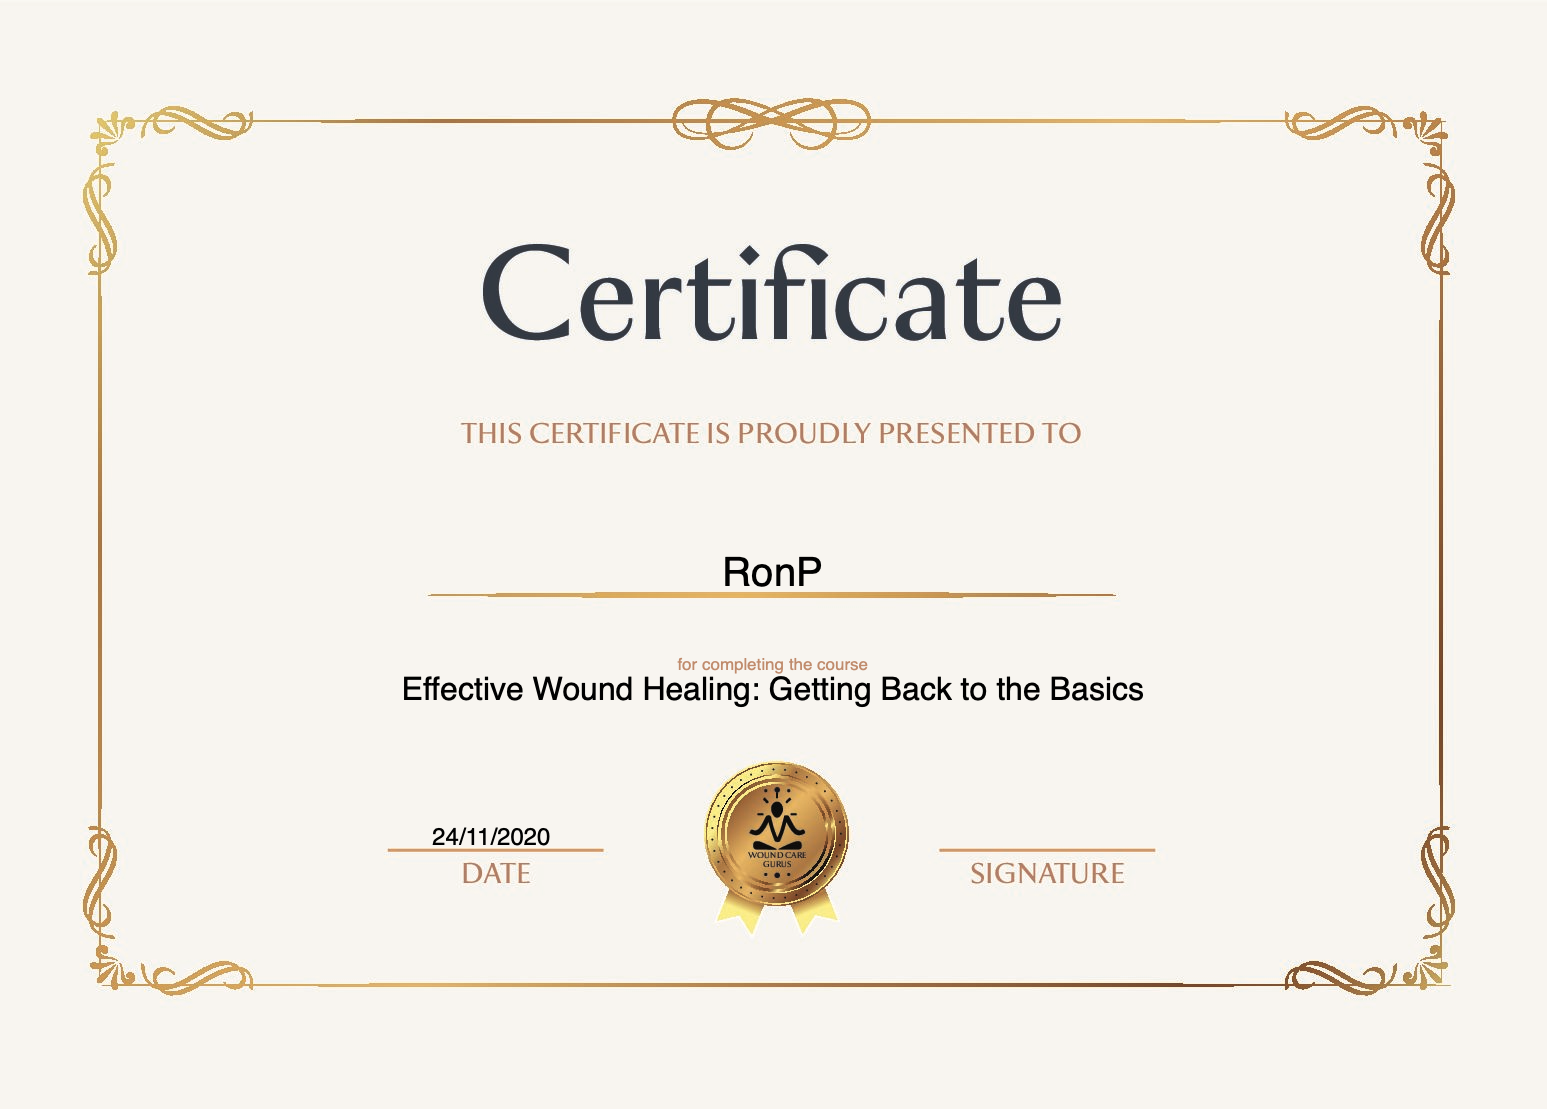 Certificate
THIS CERTIFICATE IS PROUDLY PRESENTED TO
RonP
for completing the course
Effective Wound Healing: Getting Back to the Basics
24/11/2020
DATE
WOUND CARE
GURUS
SIGNATURE